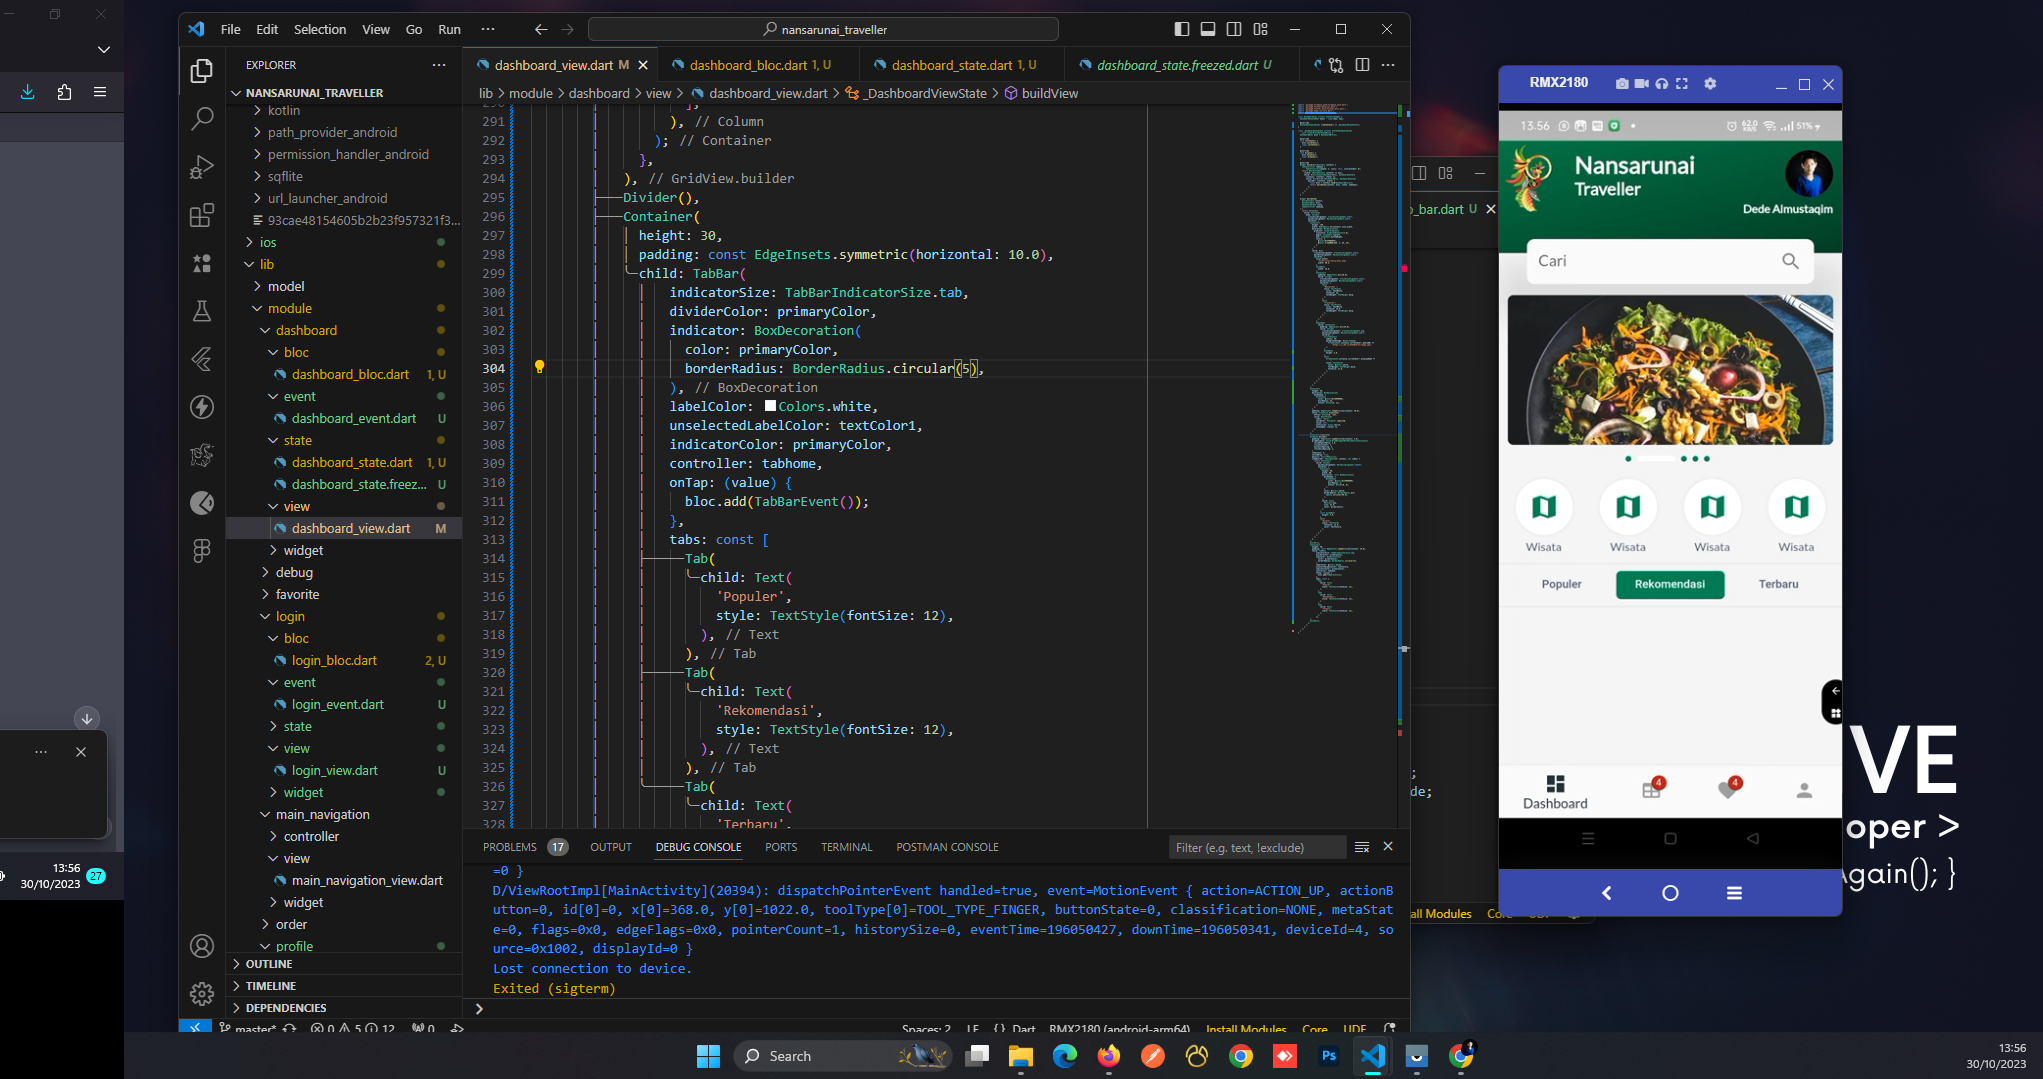 File Edit Selection View Go Run ···
nansarunai_traveller
EXPLORER
NANSARUNAI_TRAVELLER
kotlin
path_provider_android
permission_handler_android
sqflite
url_launcher_android
93cae48154605b2b23f957321f3...
ios
lib
model
module
dashboard
bloc
dashboard_bloc.dart 1, U
event
dashboard_event.dart U
state
dashboard_state.dart 1, U
dashboard_state.freez... U
view
dashboard_view.dart M
widget
debug
favorite
login
bloc
login_bloc.dart 2, U
event
login_event.dart U
state
view
login_view.dart U
widget
main_navigation
controller
view
main_navigation_view.dart
widget
order
profile
OUTLINE
TIMELINE
DEPENDENCIES
dashboard_view.dart M
dashboard_bloc.dart 1, U
dashboard_state.dart 1, U
dashboard_state.freezed.dart U
lib > module > dashboard > view > dashboard_view.dart > _DashboardViewState > buildView
291 ), // Column
292 ); // Container
293 },
294 ), // GridView.builder
295 Divider(),
296 Container(
297 height: 30,
298 padding: const EdgeInsets.symmetric(horizontal: 10.0),
299 child: TabBar(
300 indicatorSize: TabBarIndicatorSize.tab,
301 dividerColor: primaryColor,
302 indicator: BoxDecoration(
303 color: primaryColor,
304 borderRadius: BorderRadius.circular(5),
305 ), // BoxDecoration
306 labelColor: Colors.white,
307 unselectedLabelColor: textColor1,
308 indicatorColor: primaryColor,
309 controller: tabhome,
310 onTap: (value) {
311 bloc.add(TabBarEvent());
312 },
313 tabs: const [
314 Tab(
315 child: Text(
316 'Populer',
317 style: TextStyle(fontSize: 12),
318 ), // Text
319 ), // Tab
320 Tab(
321 child: Text(
322 'Rekomendasi',
323 style: TextStyle(fontSize: 12),
324 ), // Text
325 ), // Tab
326 Tab(
327 child: Text(
328 'Terbaru',
PROBLEMS 17 OUTPUT DEBUG CONSOLE PORTS TERMINAL POSTMAN CONSOLE
Filter (e.g. text, !exclude)
=0 }
D/ViewRootImpl[MainActivity](20394): dispatchPointerEvent handled=true, event=MotionEvent { action=ACTION_UP, actionB
utton=0, id[0]=0, x[0]=368.0, y[0]=1022.0, toolType[0]=TOOL_TYPE_FINGER, buttonState=0, classification=NONE, metaStat
e=0, flags=0x0, edgeFlags=0x0, pointerCount=1, historySize=0, eventTime=196050427, downTime=196050341, deviceId=4, so
urce=0x1002, displayId=0 }
Lost connection to device.
Exited (sigterm)
master* 0 5 12 0
Spaces: 2 LF {} Dart RMX2180 (android-arm64) Install Modules Core UDE
_bar.dart U
;
de;
all Modules
RMX2180
13.56
51%
Nansarunai
Traveller
Dede Almustaqim
Cari
Wisata Wisata Wisata Wisata
Populer Rekomendasi Terbaru
4 4
Dashboard
VE
oper >
Again(); }
13:56
30/10/2023
27
Search
13:56
30/10/2023